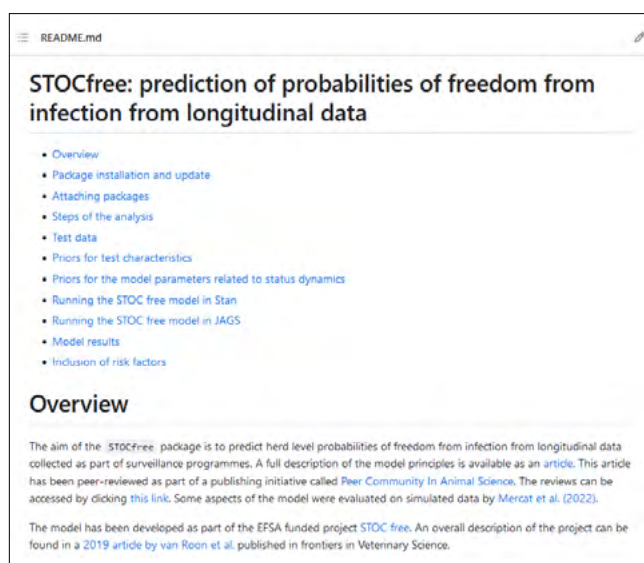 README.md
STOCfree: prediction of probabilities of freedom from
infection from longitudinal data
Overview
Package installation and update
Attaching packages
Steps of the analysis
Test data
Priors for test characteristics
Priors for the model parameters related to status dynamics
Running the STOC free model in Stan
Running the STOC free model in JAGS
Model results
Inclusion of risk factors
Overview
The aim of the STOCfree package is to predict herd level probabilities of freedom from infection from longitudinal data
collected as part of surveillance programmes. A full description of the model principles is available as an article. This article
has been peer-reviewed as part of a publishing initiative called Peer Community In Animal Science. The reviews can be
accessed by clicking this link. Some aspects of the model were evaluated on simulated data by Mercat et al. (2022).
The model has been developed as part of the EFSA funded project STOC free. An overall description of the project can be
found in a 2019 article by van Roon et al. published in frontiers in Veterinary Science.